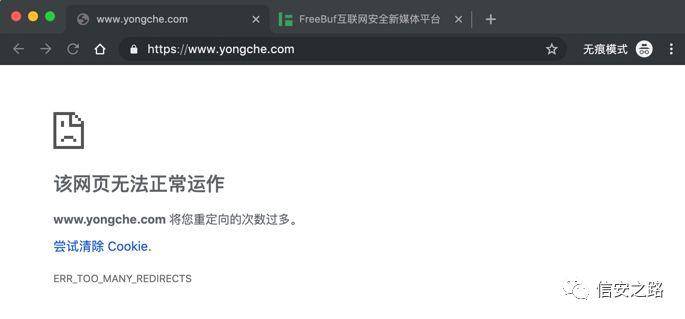 www.yongche.com
FreeBuf互联网安全新媒体平台
https://www.yongche.com
无痕模式
该网页无法正常运作
www.yongche.com 将您重定向的次数过多。
尝试清除 Cookie.
ERR_TOO_MANY_REDIRECTS
信安之路